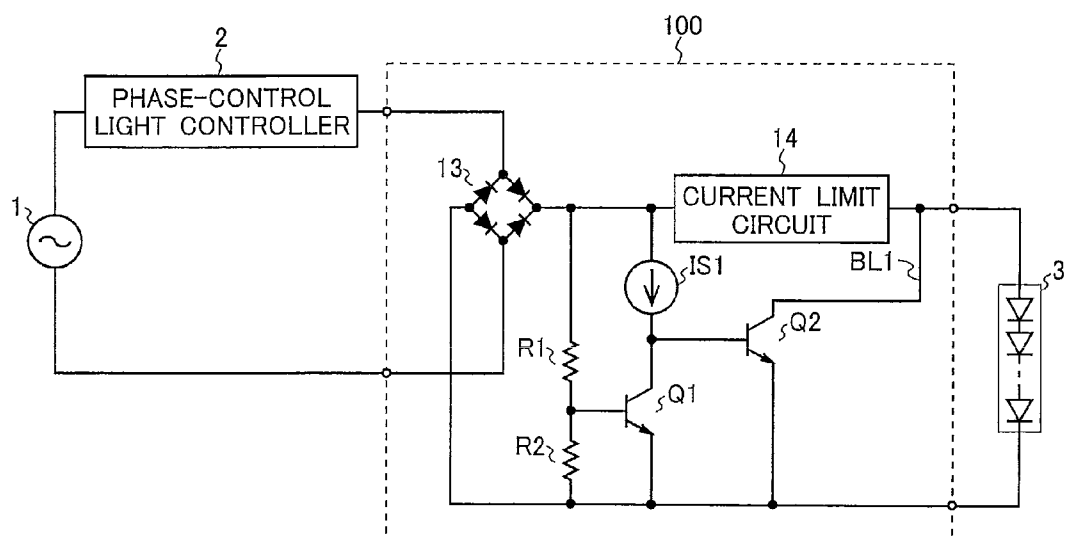 100
2
PHASE-CONTROL
LIGHT CONTROLLER
13
14
CURRENT LIMIT
CIRCUIT
1
IS1
BL1
3
R1
Q2
Q1
R2